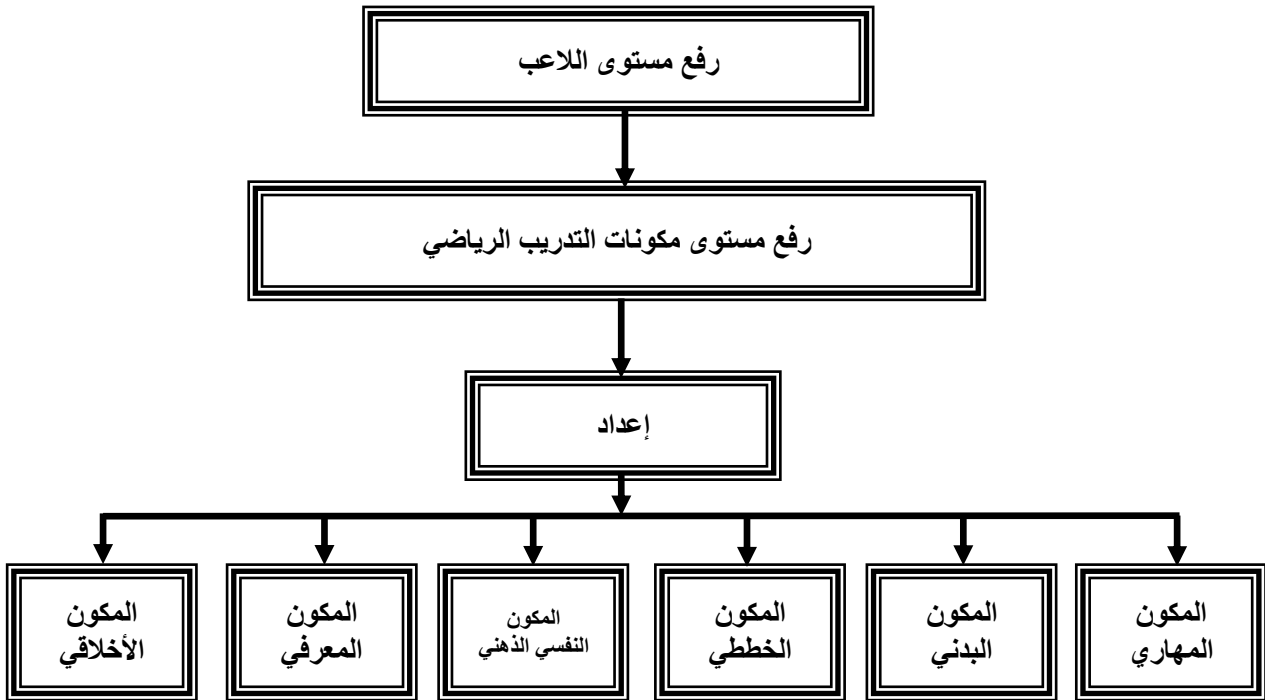 رفع مستوى اللاعب
رفع مستوى مكونات التدريب الرياضي
إعداد
المكون
المهاري
المكون
البدني
المكون
الخططي
المكون
النفسي الذهني
المكون
المعرفي
المكون
الأخلاقي